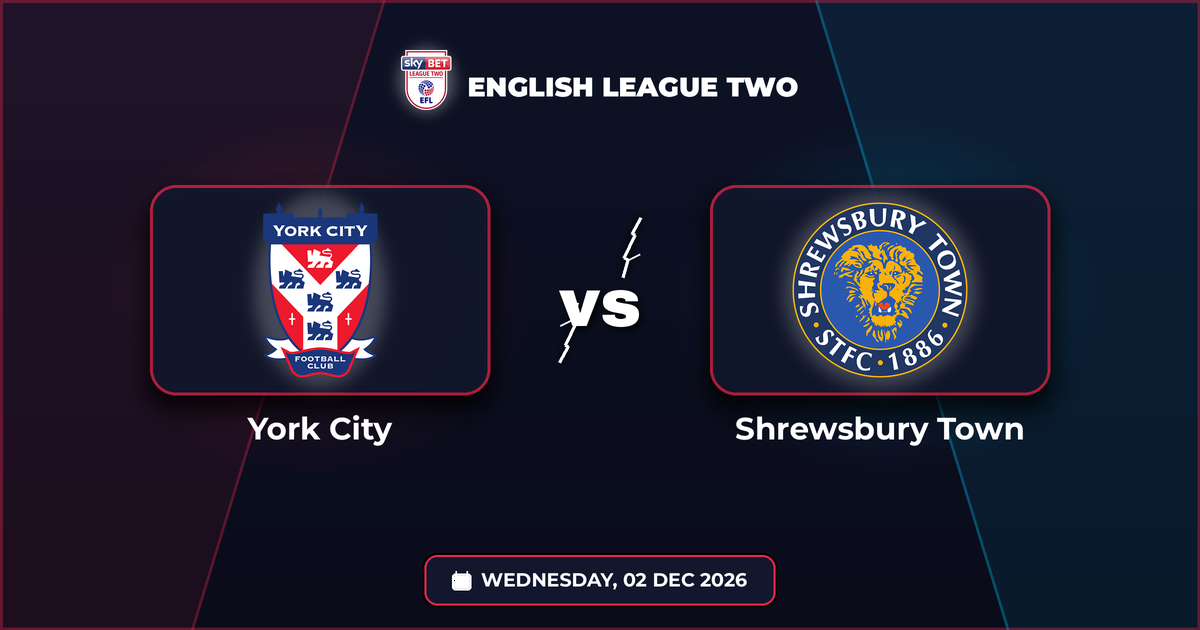 sky BET
LEAGUE TWO
EFL
ENGLISH LEAGUE TWO
YORK CITY
FOOTBALL
CLUB
VS
SHREWSBURY TOWN
STFC · 1886
York City
Shrewsbury Town
WEDNESDAY, 02 DEC 2026